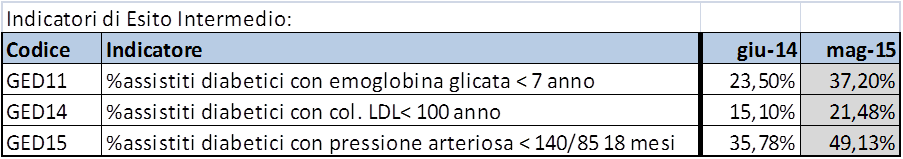 Indicatori di Esito Intermedio:
Codice Indicatore giu-14 mag-15
GED11 %assistiti diabetici con emoglobina glicata < 7 anno 23,50% 37,20%
GED14 %assistiti diabetici con col. LDL< 100 anno 15,10% 21,48%
GED15 %assistiti diabetici con pressione arteriosa < 140/85 18 mesi 35,78% 49,13%